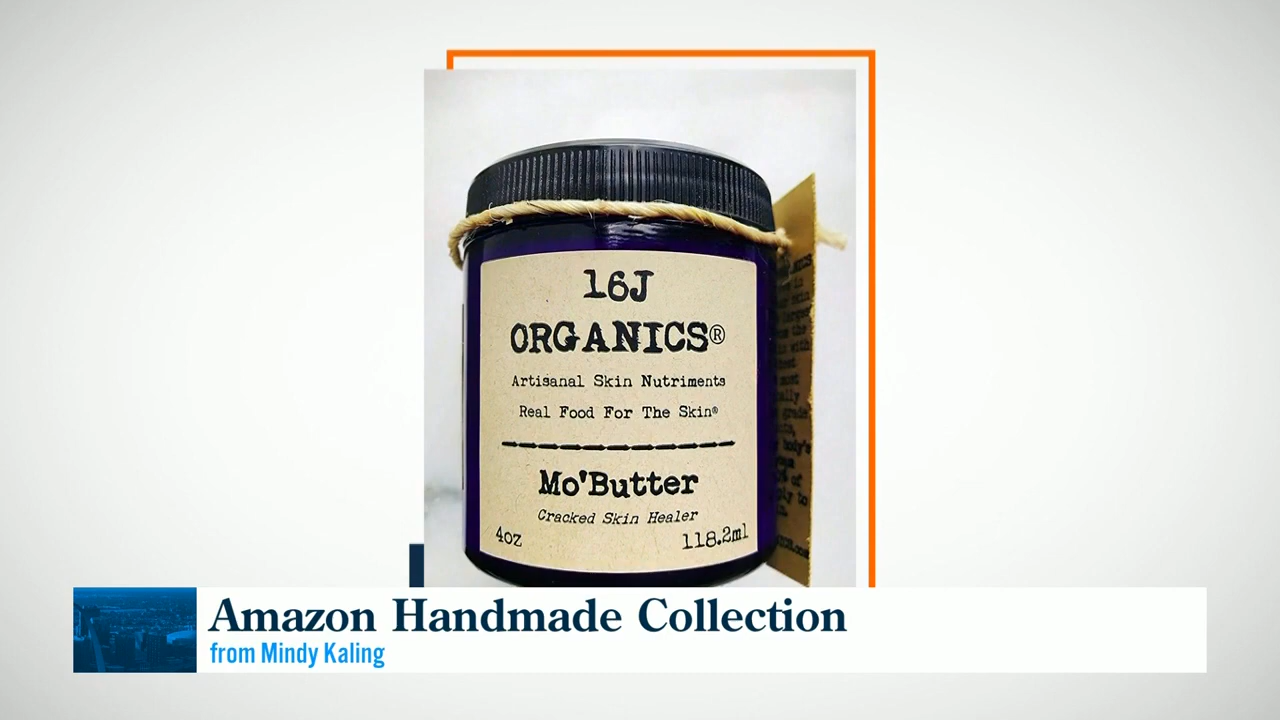 16J
ORGANICS®
Artisanal Skin Nutriments
Real Food For The Skin®
Mo'Butter
Cracked Skin Healer
4oz
118.2ml
Amazon Handmade Collection
from Mindy Kaling